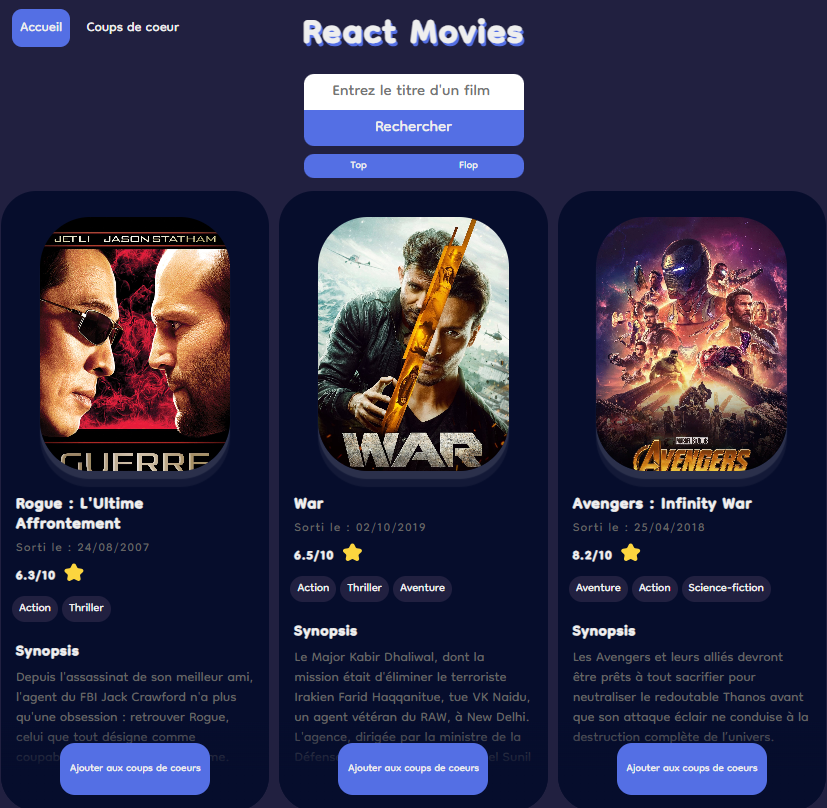 Accueil Coups de coeur
React Movies
Entrez le titre d'un film
Rechercher
Top Flop
JET LI JASON STATHAM
GUERRE
Rogue : L'Ultime
Affrontement
Sorti le : 24/08/2007
6.3/10
Action Thriller
Synopsis
Depuis l'assassinat de son meilleur ami,
l'agent du FBI Jack Crawford n'a plus
qu'une obsession : retrouver Rogue,
celui que tout désigne comme
Ajouter aux coups de coeurs
WAR
War
Sorti le : 02/10/2019
6.5/10
Action Thriller Aventure
Synopsis
Le Major Kabir Dhaliwal, dont la
mission était d'éliminer le terroriste
Irakien Farid Haqqanitue, tue VK Naidu,
un agent vétéran du RAW, à New Delhi.
L'agence, dirigée par la ministre de la
Sunil
Ajouter aux coups de coeurs
AVENGERS
Avengers : Infinity War
Sorti le : 25/04/2018
8.2/10
Aventure Action Science-fiction
Synopsis
Les Avengers et leurs alliés devront
être prêts à tout sacrifier pour
neutraliser le redoutable Thanos avant
que son attaque éclair ne conduise à la
destruction complète de l'univers.
Ajouter aux coups de coeurs